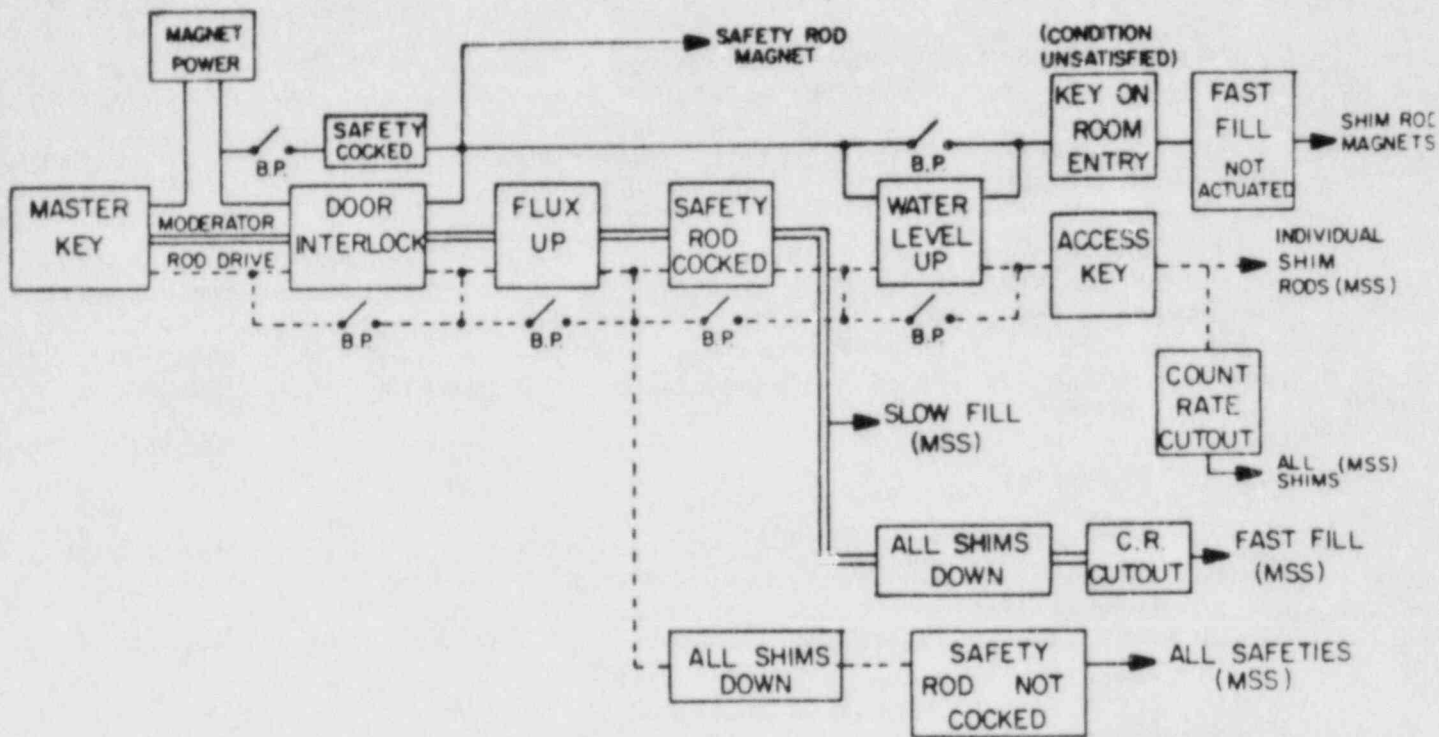 MAGNET
POWER
SAFETY ROD
MAGNET
(CONDITION
UNSATISFIED)
KEY ON
ROOM
ENTRY
FAST
FILL
NOT
ACTUATED
SHIM ROD
MAGNETS
SAFETY
COCKED
B.P.
B.P.
MASTER
KEY
MODERATOR
ROD DRIVE
DOOR
INTERLOCK
FLUX
UP
SAFETY
ROD
COCKED
WATER
LEVEL
UP
ACCESS
KEY
INDIVIDUAL
SHIM
RODS (MSS)
B.P.
B.P.
B.P.
B.P.
COUNT
RATE
CUTOUT
ALL (MSS)
SHIMS
SLOW FILL
(MSS)
ALL SHIMS
DOWN
C.R.
CUTOUT
FAST FILL
(MSS)
ALL SHIMS
DOWN
SAFETY
ROD NOT
COCKED
ALL SAFETIES
(MSS)